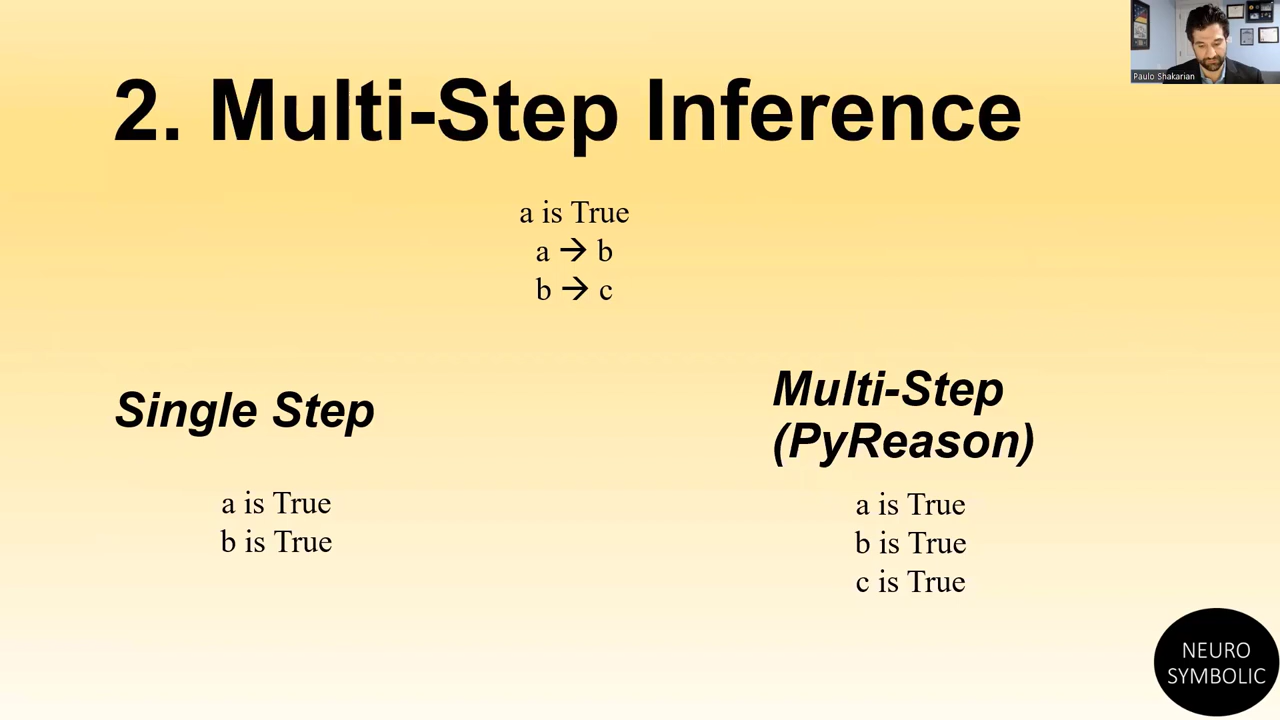 Paulo Shakarian
2. Multi-Step Inference
a is True
a → b
b → c
Single Step
a is True
b is True
Multi-Step
(PyReason)
a is True
b is True
c is True
NEURO
SYMBOLIC